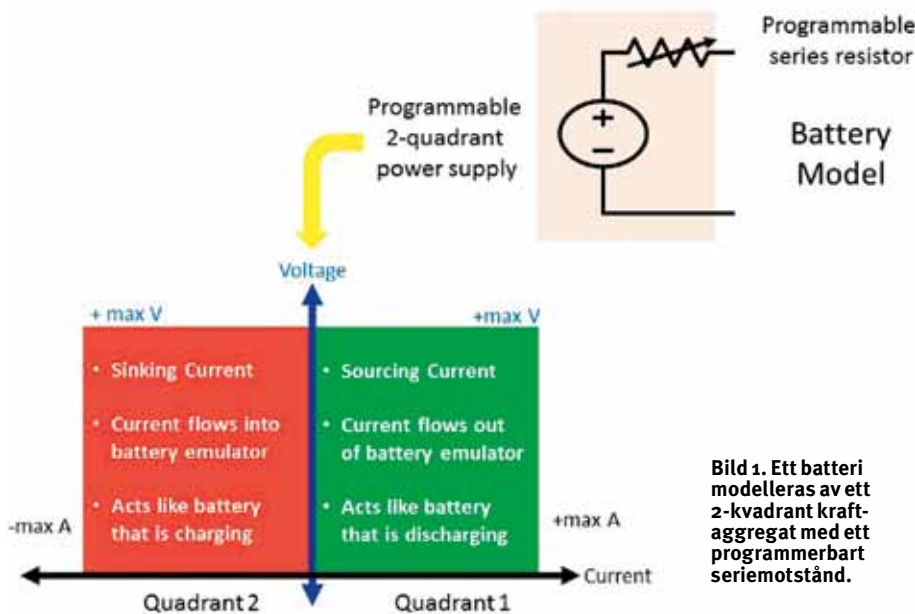 Programmable
series resistor
Programmable
2-quadrant
power supply
+
−
Battery
Model
Voltage
+ max V
+max V
• Sinking Current
• Current flows into
battery emulator
• Acts like battery
that is charging
• Sourcing Current
• Current flows out
of battery emulator
• Acts like battery
that is discharging
-max A
+max A
Current
Quadrant 2
Quadrant 1
Bild 1. Ett batteri
modelleras av ett
2-kvadrant kraft-
aggregat med ett
programmerbart
seriemotstånd.